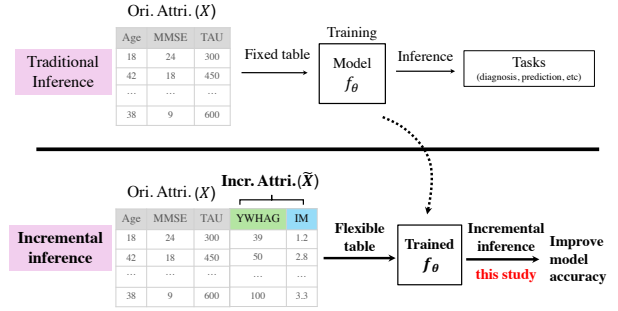 Ori. Attri. (X)
Training
Age MMSE TAU
18 24 300
42 18 450
... ...
38 9 600
Traditional
Inference
Fixed table
Model
fθ
Inference
Tasks
(diagnosis, prediction, etc)
Incr. Attri.(X̃)
Ori. Attri. (X)
Age MMSE TAU YWHAG IM
18 24 300 39 1.2
42 18 450 50 2.8
... ... ... ...
38 9 600 100 3.3
Incremental
inference
Flexible
table
Trained
fθ
Incremental
inference
this study
Improve
model
accuracy